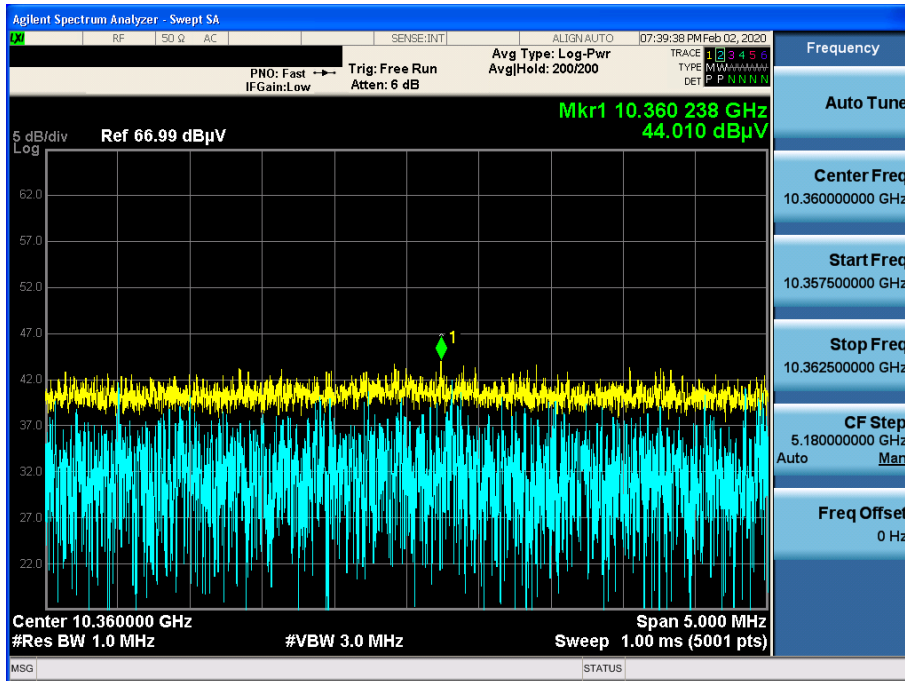 Agilent Spectrum Analyzer - Swept SA
LXI RF 50 Ω AC SENSE:INT ALIGN AUTO 07:39:38 PM Feb 02, 2020
Frequency
PNO: Fast
IFGain:Low
Trig: Free Run
Atten: 6 dB
Avg Type: Log-Pwr
Avg|Hold: 200/200
TRACE 1 2 3 4 5 6
TYPE M W
DET P P N N N N
Auto Tune
Mkr1 10.360 238 GHz
44.010 dBµV
5 dB/div Ref 66.99 dBµV
Log
62.0
57.0
52.0
47.0
42.0
37.0
32.0
27.0
22.0
1
Center Freq
10.360000000 GHz
Start Freq
10.357500000 GHz
Stop Freq
10.362500000 GHz
CF Step
5.180000000 GHz
Auto Man
Freq Offset
0 Hz
Center 10.360000 GHz Span 5.000 MHz
#Res BW 1.0 MHz #VBW 3.0 MHz Sweep 1.00 ms (5001 pts)
MSG STATUS